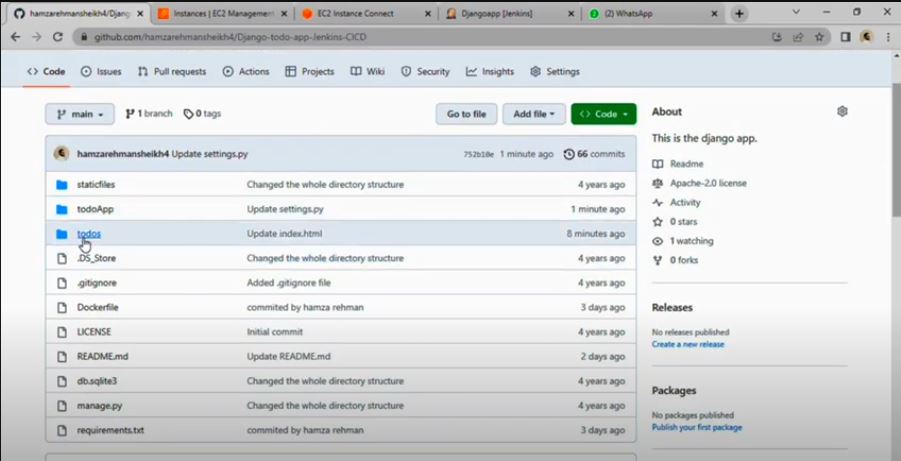 hamzarehmansheikh4/Djang
Instances | EC2 Management
EC2 Instance Connect
Djangoapp [Jenkins]
(2) WhatsApp
github.com/hamzarehmansheikh4/Django-todo-app-Jenkins-CICD
Code
Issues
Pull requests
Actions
Projects
Wiki
Security
Insights
Settings
main
1 branch
0 tags
Go to file
Add file
Code
hamzarehmansheikh4 Update settings.py 752b10e 1 minute ago 66 commits
staticfiles Changed the whole directory structure 4 years ago
todoApp Update settings.py 1 minute ago
todos Update index.html 8 minutes ago
.DS_Store Changed the whole directory structure 4 years ago
.gitignore Added .gitignore file 4 years ago
Dockerfile commited by hamza rehman 3 days ago
LICENSE Initial commit 4 years ago
README.md Update README.md 2 days ago
db.sqlite3 Changed the whole directory structure 4 years ago
manage.py Changed the whole directory structure 4 years ago
requirements.txt commited by hamza rehman 3 days ago
About
This is the django app.
Readme
Apache-2.0 license
Activity
0 stars
1 watching
0 forks
Releases
No releases published
Create a new release
Packages
No packages published
Publish your first package